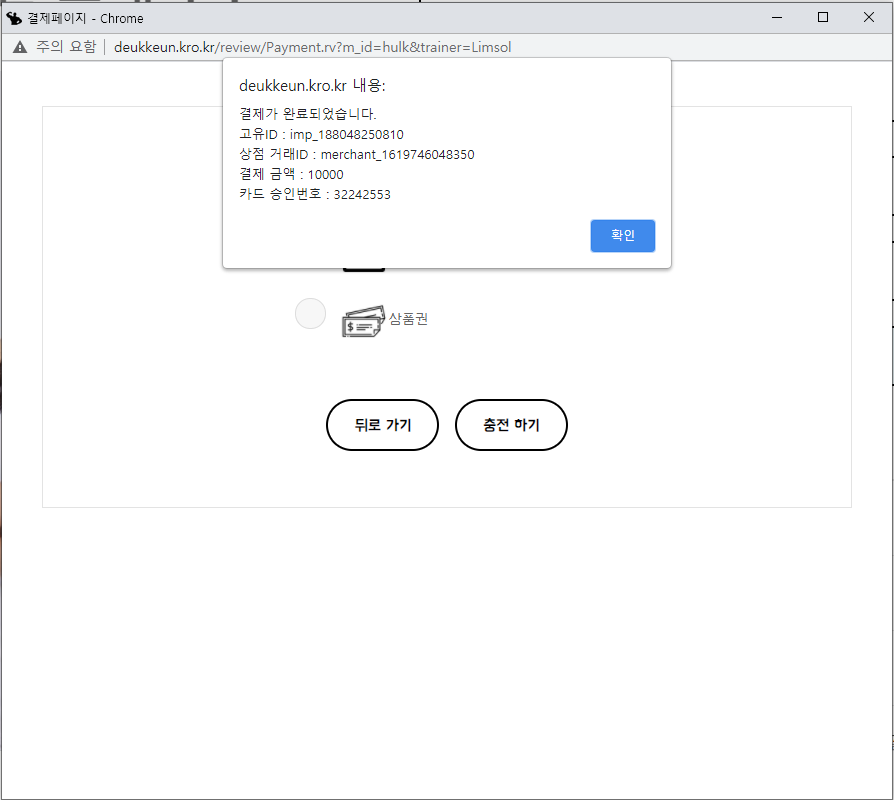 결제페이지 - Chrome
주의 요함 deukkeun.kro.kr/review/Payment.rv?m_id=hulk&trainer=Limsol
deukkeun.kro.kr 내용:
결제가 완료되었습니다.
고유ID : imp_188048250810
상점 거래ID : merchant_1619746048350
결제 금액 : 10000
카드 승인번호 : 32242553
확인
상품권
뒤로 가기 충전 하기